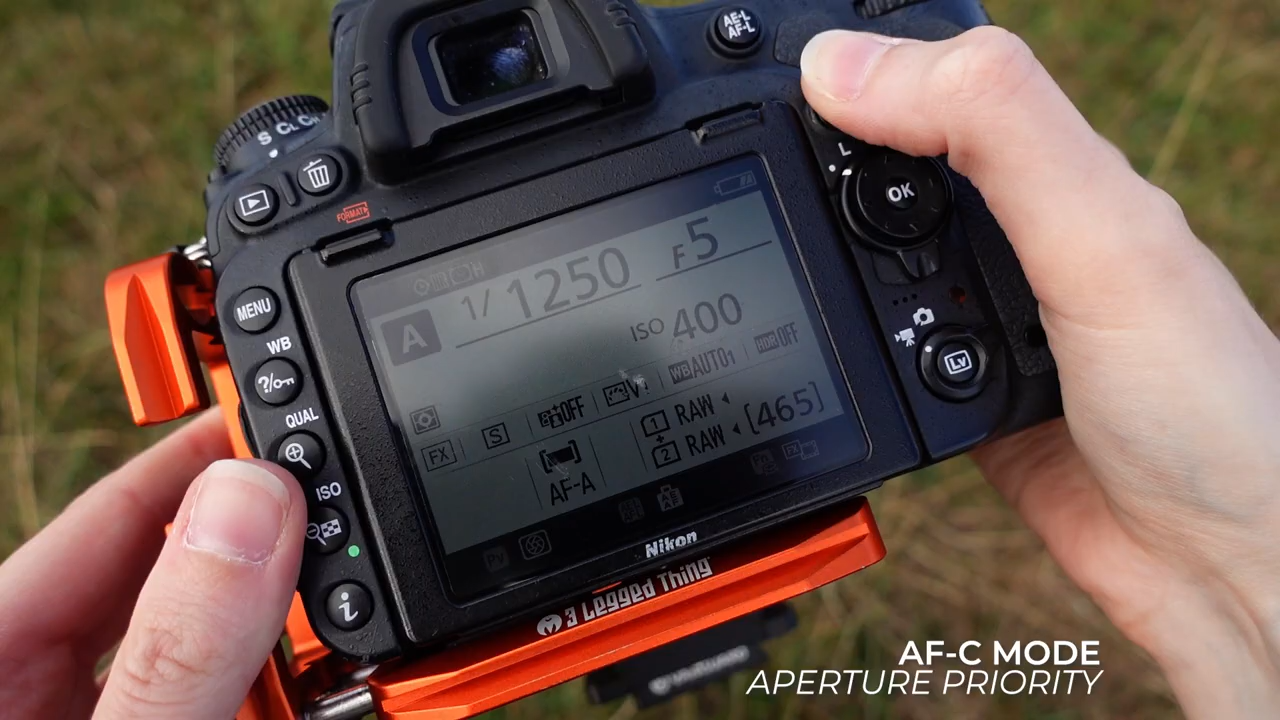 AE-L
AF-L
S CL CH
FORMAT
L
OK
MENU
WB
?
QUAL
ISO
i
Lv
H
A 1/1250 F5
ISO 400
OFF WB AUTO1 HDR OFF
FX S
1 RAW
2 RAW [465]
AF-A
Nikon
3 Legged Thing
AF-C MODE
APERTURE PRIORITY